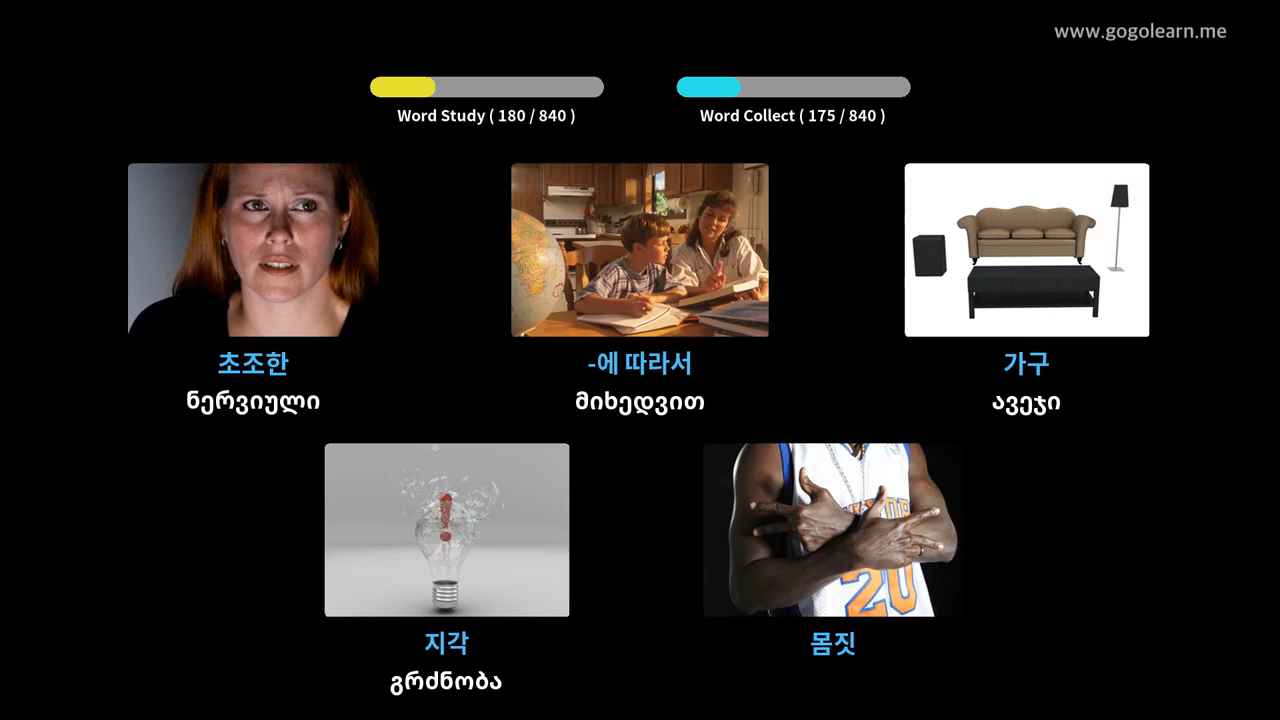 www.gogolearn.me
Word Study ( 180 / 840 )
Word Collect ( 175 / 840 )
초조한
ნერვიული
-에 따라서
მიხედვით
가구
ავეჯი
20
지각
გრძნობა
몸짓